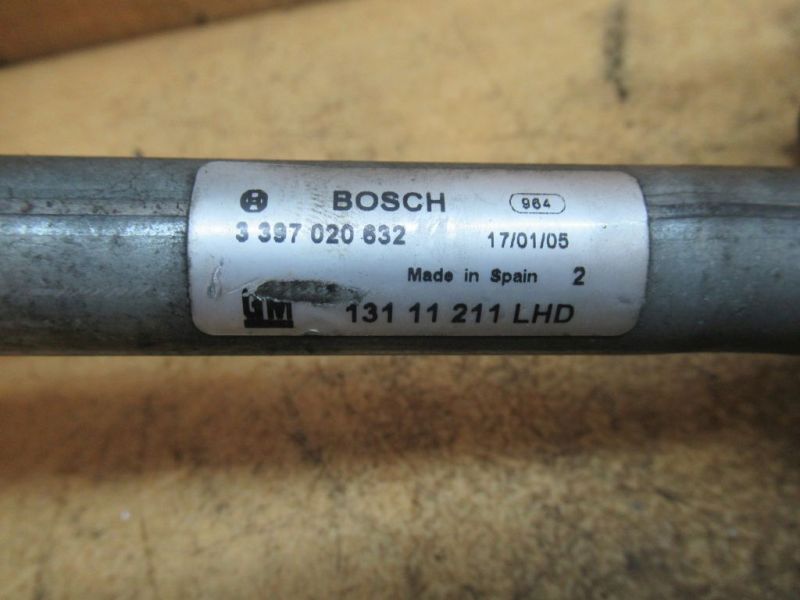 BOSCH 964
3 397 020 632 17/01/05
Made in Spain 2
GM 131 11 211 LHD